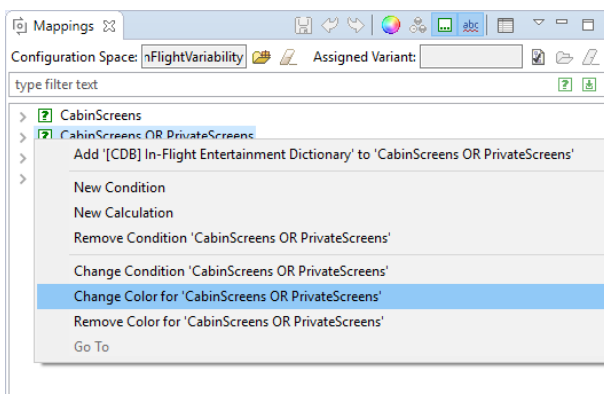 Mappings
abc
Configuration Space: nFlightVariability Assigned Variant:
type filter text
CabinScreens
CabinScreens OR PrivateScreens
Add '[CDB] In-Flight Entertainment Dictionary' to 'CabinScreens OR PrivateScreens'
New Condition
New Calculation
Remove Condition 'CabinScreens OR PrivateScreens'
Change Condition 'CabinScreens OR PrivateScreens'
Change Color for 'CabinScreens OR PrivateScreens'
Remove Color for 'CabinScreens OR PrivateScreens'
Go To